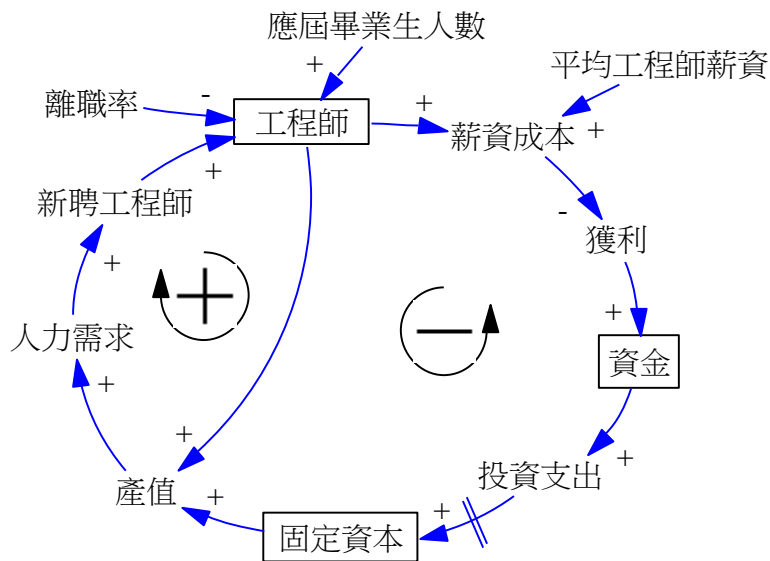 應屆畢業生人數
平均工程師薪資
+
離職率
-
工程師
+
薪資成本
+
+
新聘工程師
-
獲利
+
+
人力需求
+
資金
+
+
+
投資支出
產值
+
+
固定資本